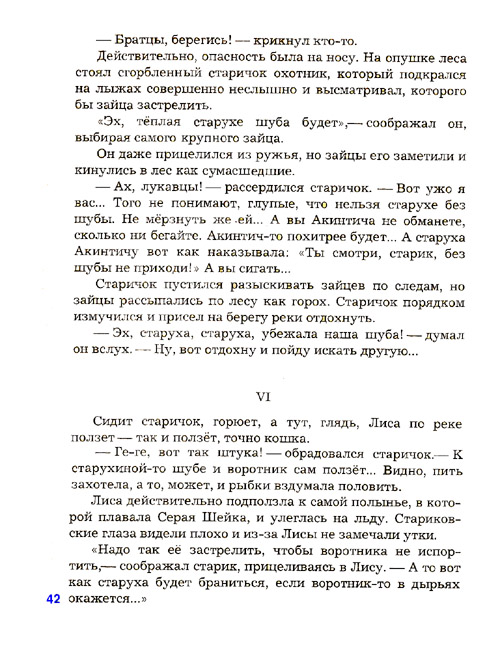 — Братцы, берегись! — крикнул кто-то.
Действительно, опасность была на носу. На опушке леса
стоял сгорбленный старичок охотник, который подкрался
на лыжах совершенно неслышно и высматривал, которого
бы зайца застрелить.
«Эх, тёплая старухе шуба будет»,— соображал он,
выбирая самого крупного зайца.
Он даже прицелился из ружья, но зайцы его заметили и
кинулись в лес как сумасшедшие.
— Ах, лукавцы! — рассердился старичок. — Вот ужо я
вас... Того не понимают, глупые, что нельзя старухе без
шубы. Не мёрзнуть же ей... А вы Акинтича не обманете,
сколько ни бегайте. Акинтич-то похитрее будет... А старуха
Акинтичу вот как наказывала: «Ты смотри, старик, без
шубы не приходи!» А вы сигать...
Старичок пустился разыскивать зайцев по следам, но
зайцы рассыпались по лесу как горох. Старичок порядком
измучился и присел на берегу реки отдохнуть.
— Эх, старуха, старуха, убежала наша шуба! — думал
он вслух. — Ну, вот отдохну и пойду искать другую...
VI
Сидит старичок, горюет, а тут, глядь, Лиса по реке
ползет — так и ползёт, точно кошка.
— Ге-ге, вот так штука! — обрадовался старичок.— К
старухиной-то шубе и воротник сам ползёт... Видно, пить
захотела, а то, может, и рыбки вздумала половить.
Лиса действительно подползла к самой полынье, в кото-
рой плавала Серая Шейка, и улеглась на льду. Стариков-
ские глаза видели плохо и из-за Лисы не замечали утки.
«Надо так её застрелить, чтобы воротника не испор-
тить,— соображал старик, прицеливаясь в Лису. — А то вот
как старуха будет браниться, если воротник-то в дырьях
42 окажется...»